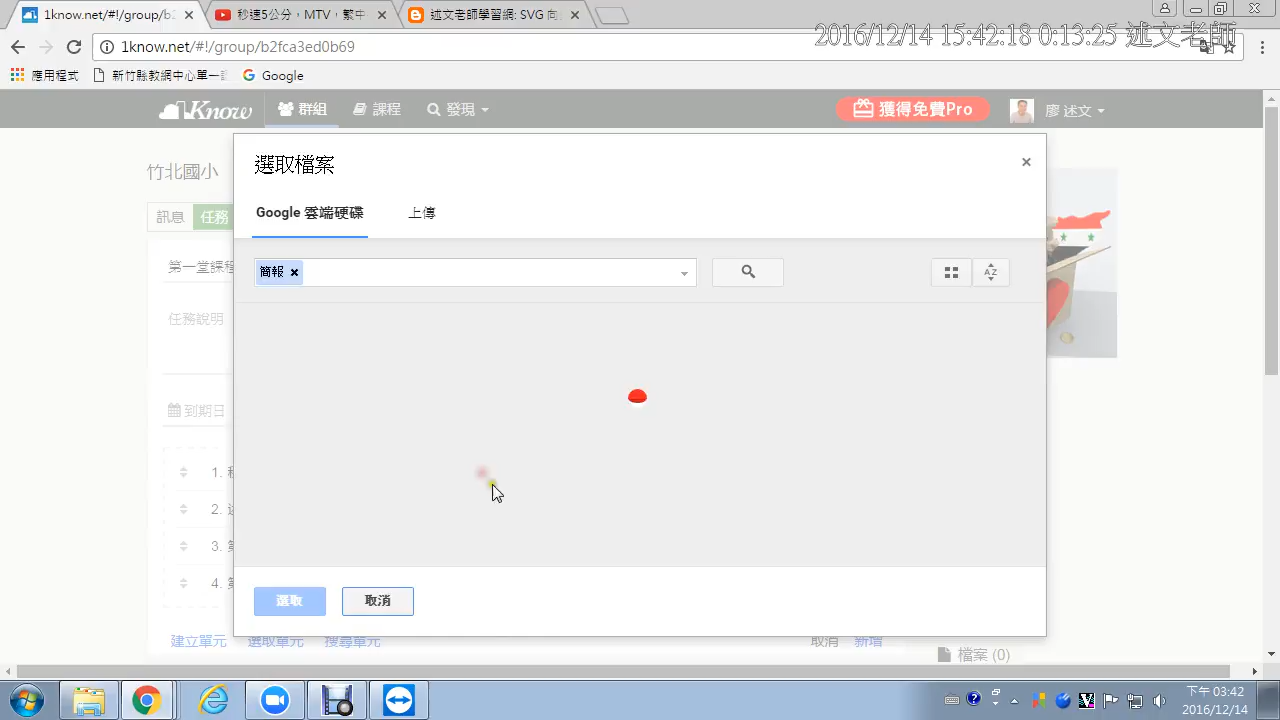 1know.net/#!/group/b2
秒速5公分，MTV，繁中
述文老師學習網: SVG 向
2016/12/14 15:42:18 0:13:25 述文老師
1know.net/#!/group/b2fca3ed0b69
應用程式
新竹縣教網中心單一
Google
1Know
群組
課程
發現
獲得免費Pro
廖 述文
竹北國小
選取檔案
訊息
任務
Google 雲端硬碟
上傳
第一堂課程
簡報
AZ
任務說明
到期日
1.
2.
3.
4.
選取
取消
建立單元
選取單元
搜尋單元
取消
新增
檔案 (0)
下午 03:42
2016/12/14